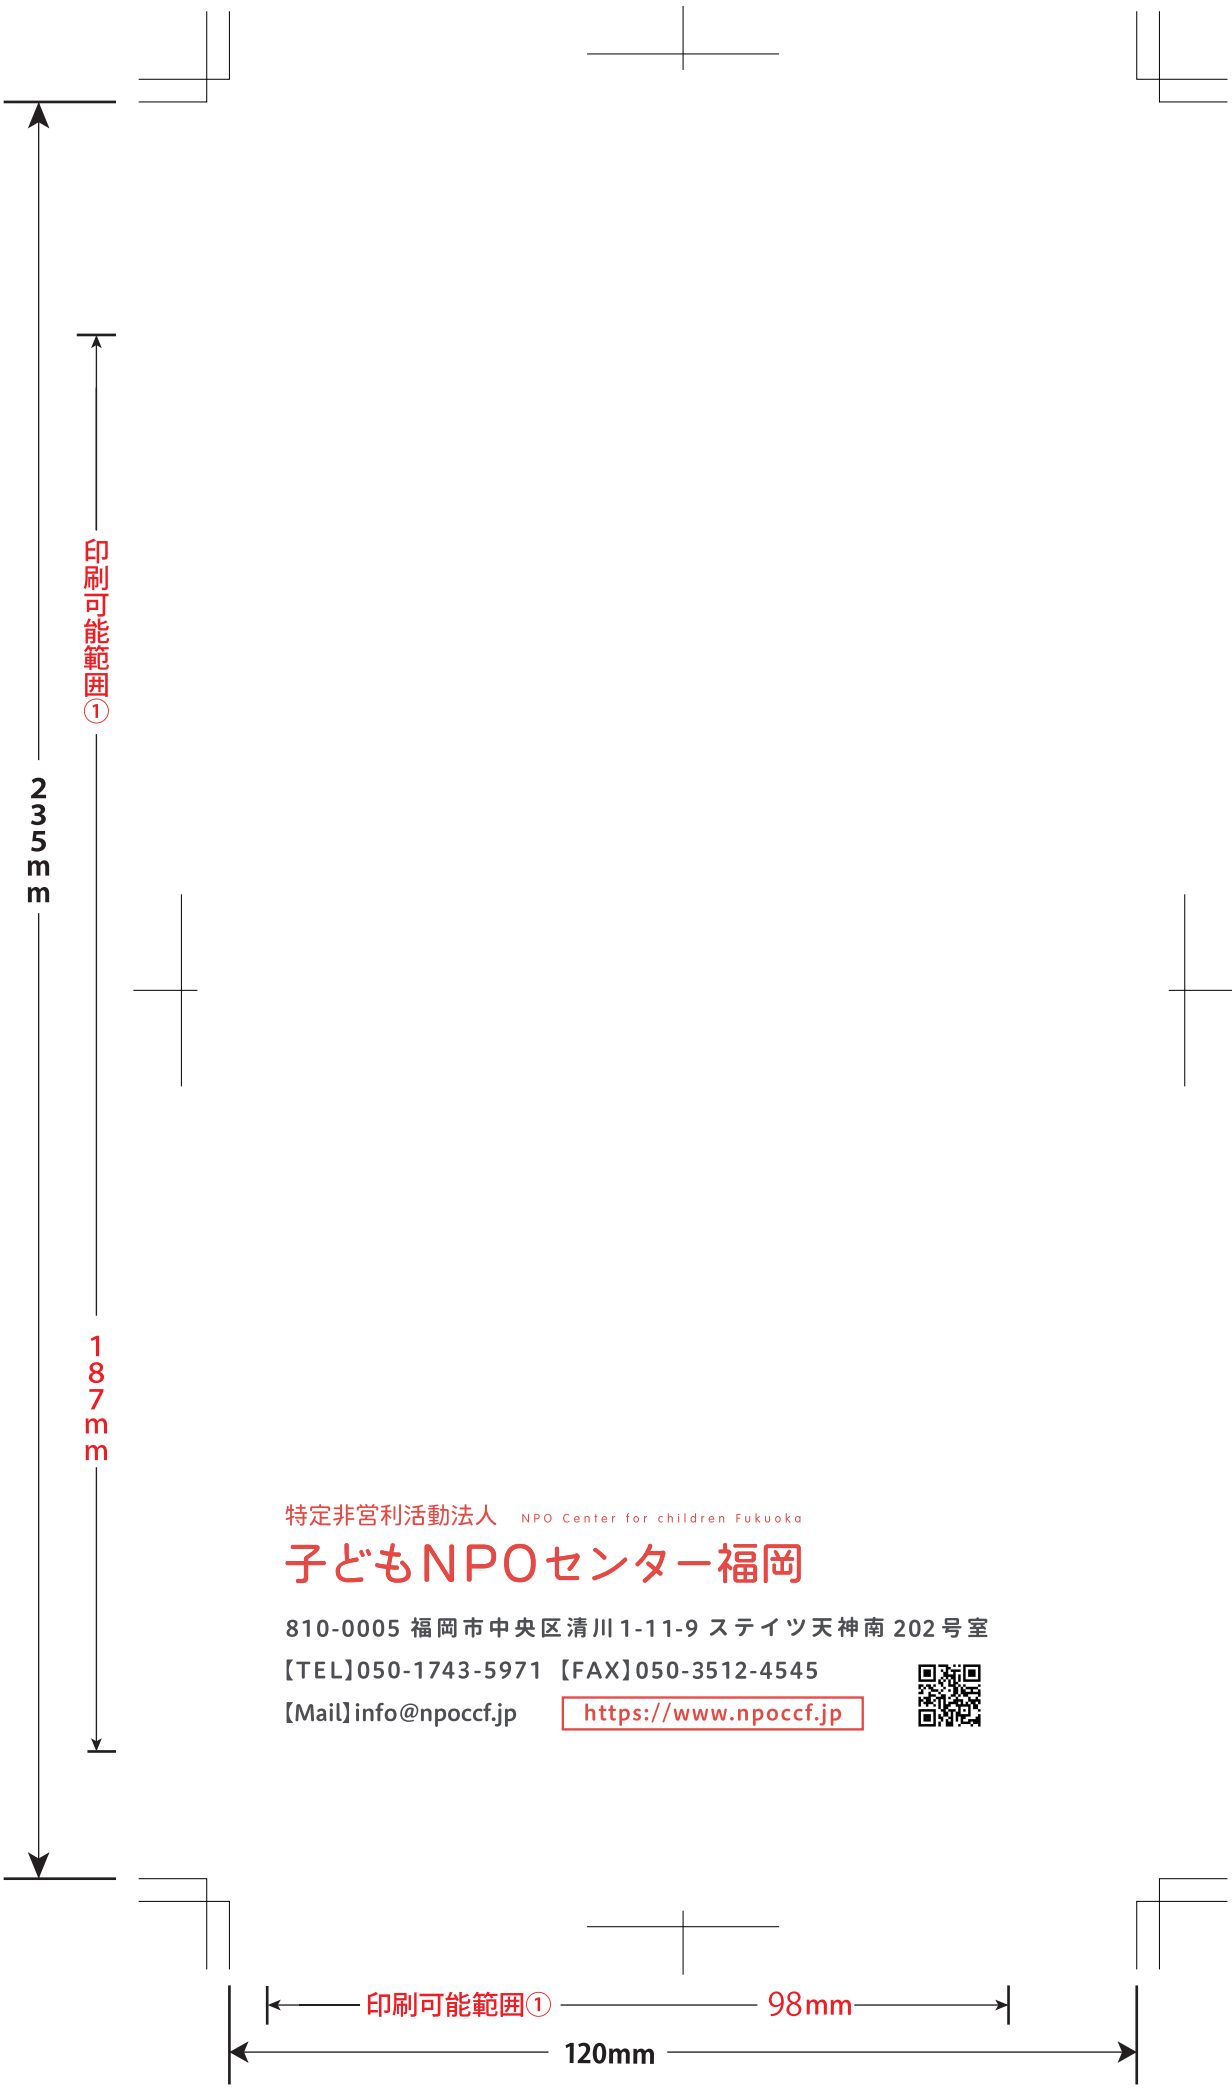 印刷可能範囲①
235mm
187mm
特定非営利活動法人 NPO Center for children Fukuoka
子どもNPOセンター福岡
810-0005 福岡市中央区清川1-11-9 ステイツ天神南202号室
【TEL】050-1743-5971 【FAX】050-3512-4545
【Mail】info@npoccf.jp https://www.npoccf.jp
印刷可能範囲① 98mm
120mm